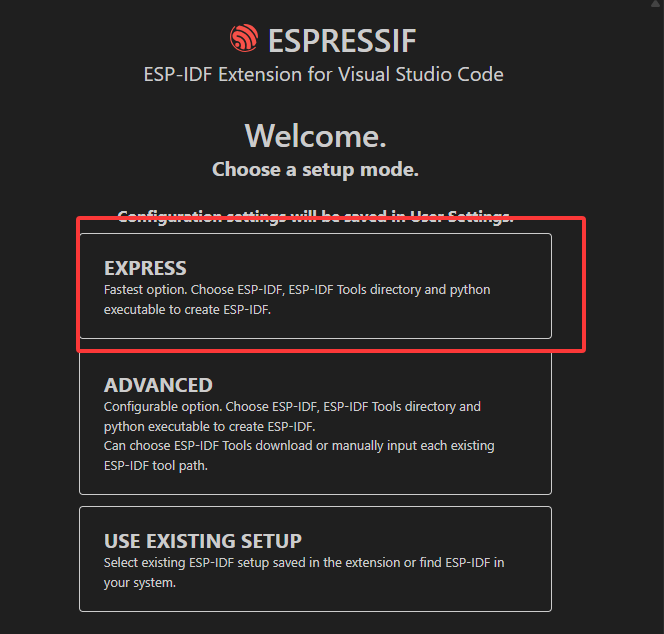 ESPRESSIF
ESP-IDF Extension for Visual Studio Code
Welcome.
Choose a setup mode.
Configuration settings will be saved in User Settings.
EXPRESS
Fastest option. Choose ESP-IDF, ESP-IDF Tools directory and python
executable to create ESP-IDF.
ADVANCED
Configurable option. Choose ESP-IDF, ESP-IDF Tools directory and
python executable to create ESP-IDF.
Can choose ESP-IDF Tools download or manually input each existing
ESP-IDF tool path.
USE EXISTING SETUP
Select existing ESP-IDF setup saved in the extension or find ESP-IDF in
your system.